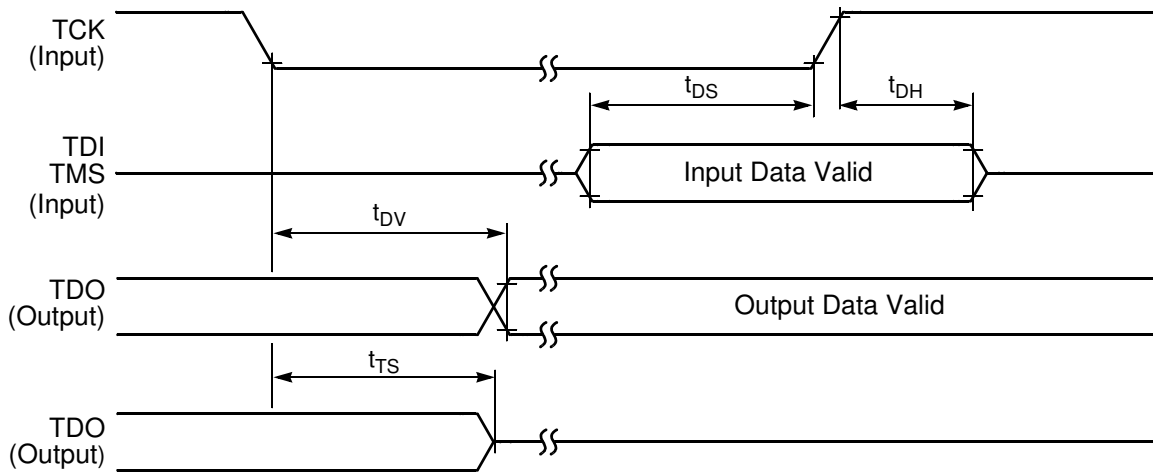 TCK
(Input)
tDS
tDH
TDI
TMS
(Input)
Input Data Valid
tDV
TDO
(Output)
Output Data Valid
tTS
TDO
(Output)